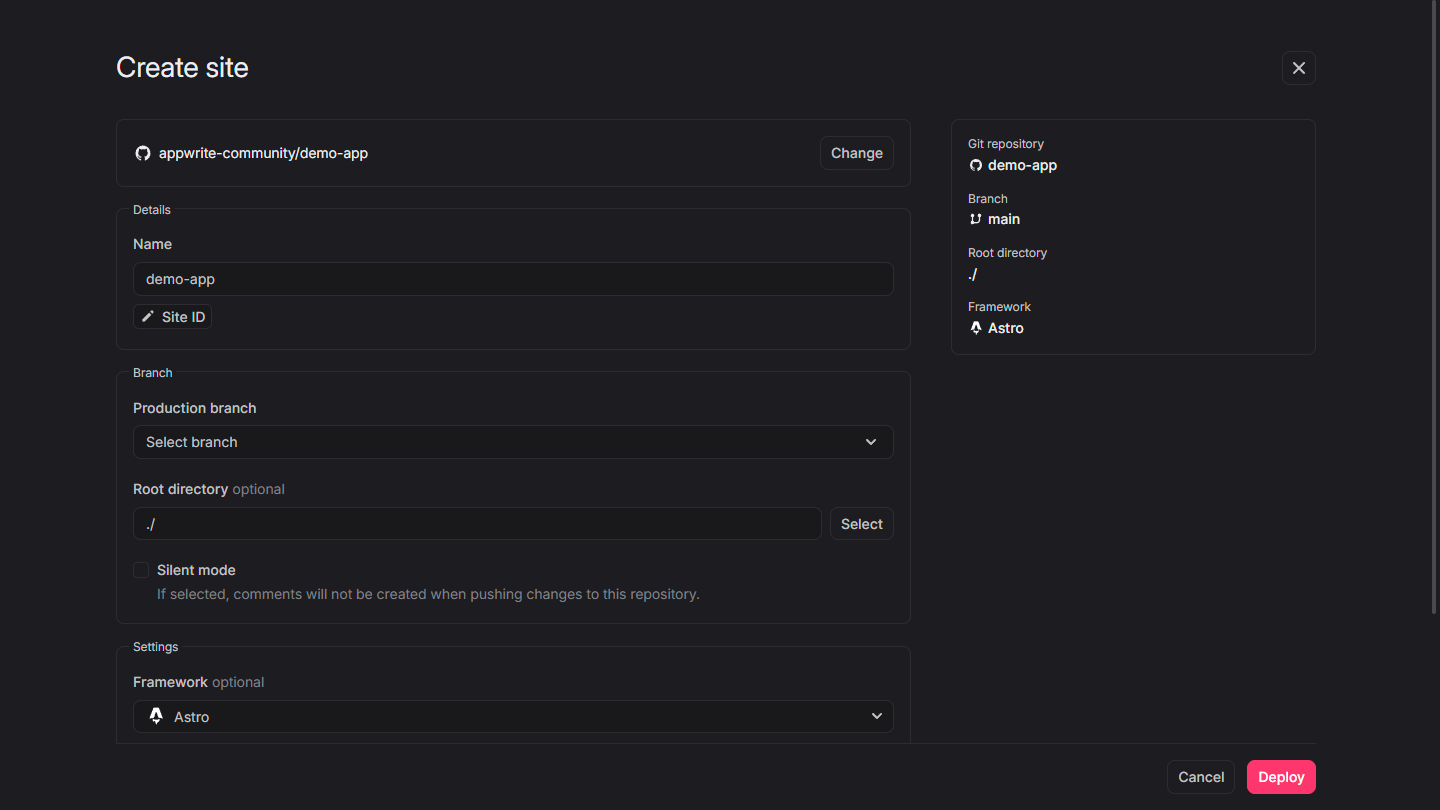 Create site
appwrite-community/demo-app
Change
Details
Name
demo-app
Site ID
Branch
Production branch
Select branch
Root directory optional
./
Select
Silent mode
If selected, comments will not be created when pushing changes to this repository.
Settings
Framework optional
Astro
Git repository
demo-app
Branch
main
Root directory
./
Framework
Astro
Cancel
Deploy